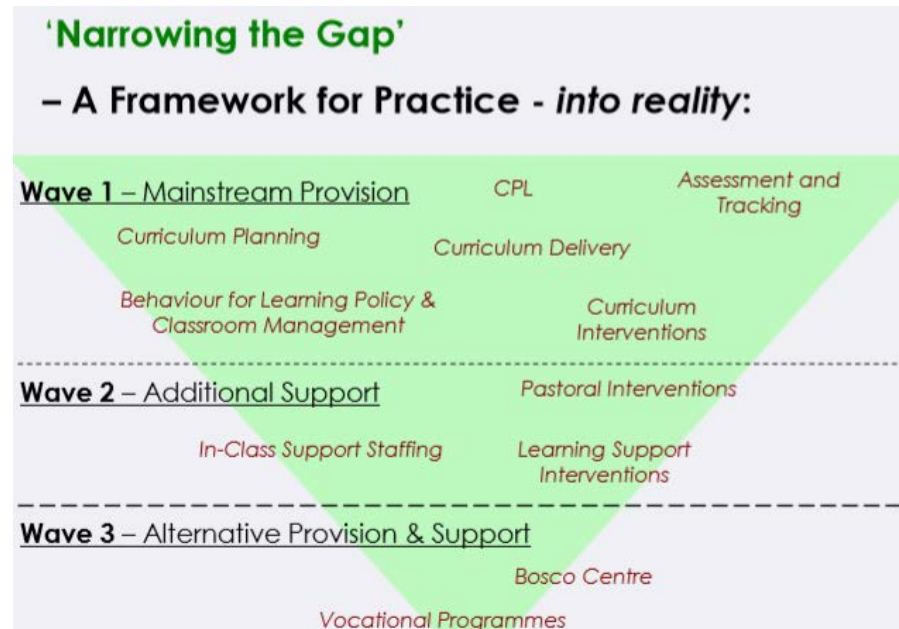 ‘Narrowing the Gap’
– A Framework for Practice - into reality:
Wave 1 – Mainstream Provision
CPL
Assessment and
Tracking
Curriculum Planning
Curriculum Delivery
Behaviour for Learning Policy &
Classroom Management
Curriculum
Interventions
Wave 2 – Additional Support
Pastoral Interventions
In-Class Support Staffing
Learning Support
Interventions
Wave 3 – Alternative Provision & Support
Bosco Centre
Vocational Programmes